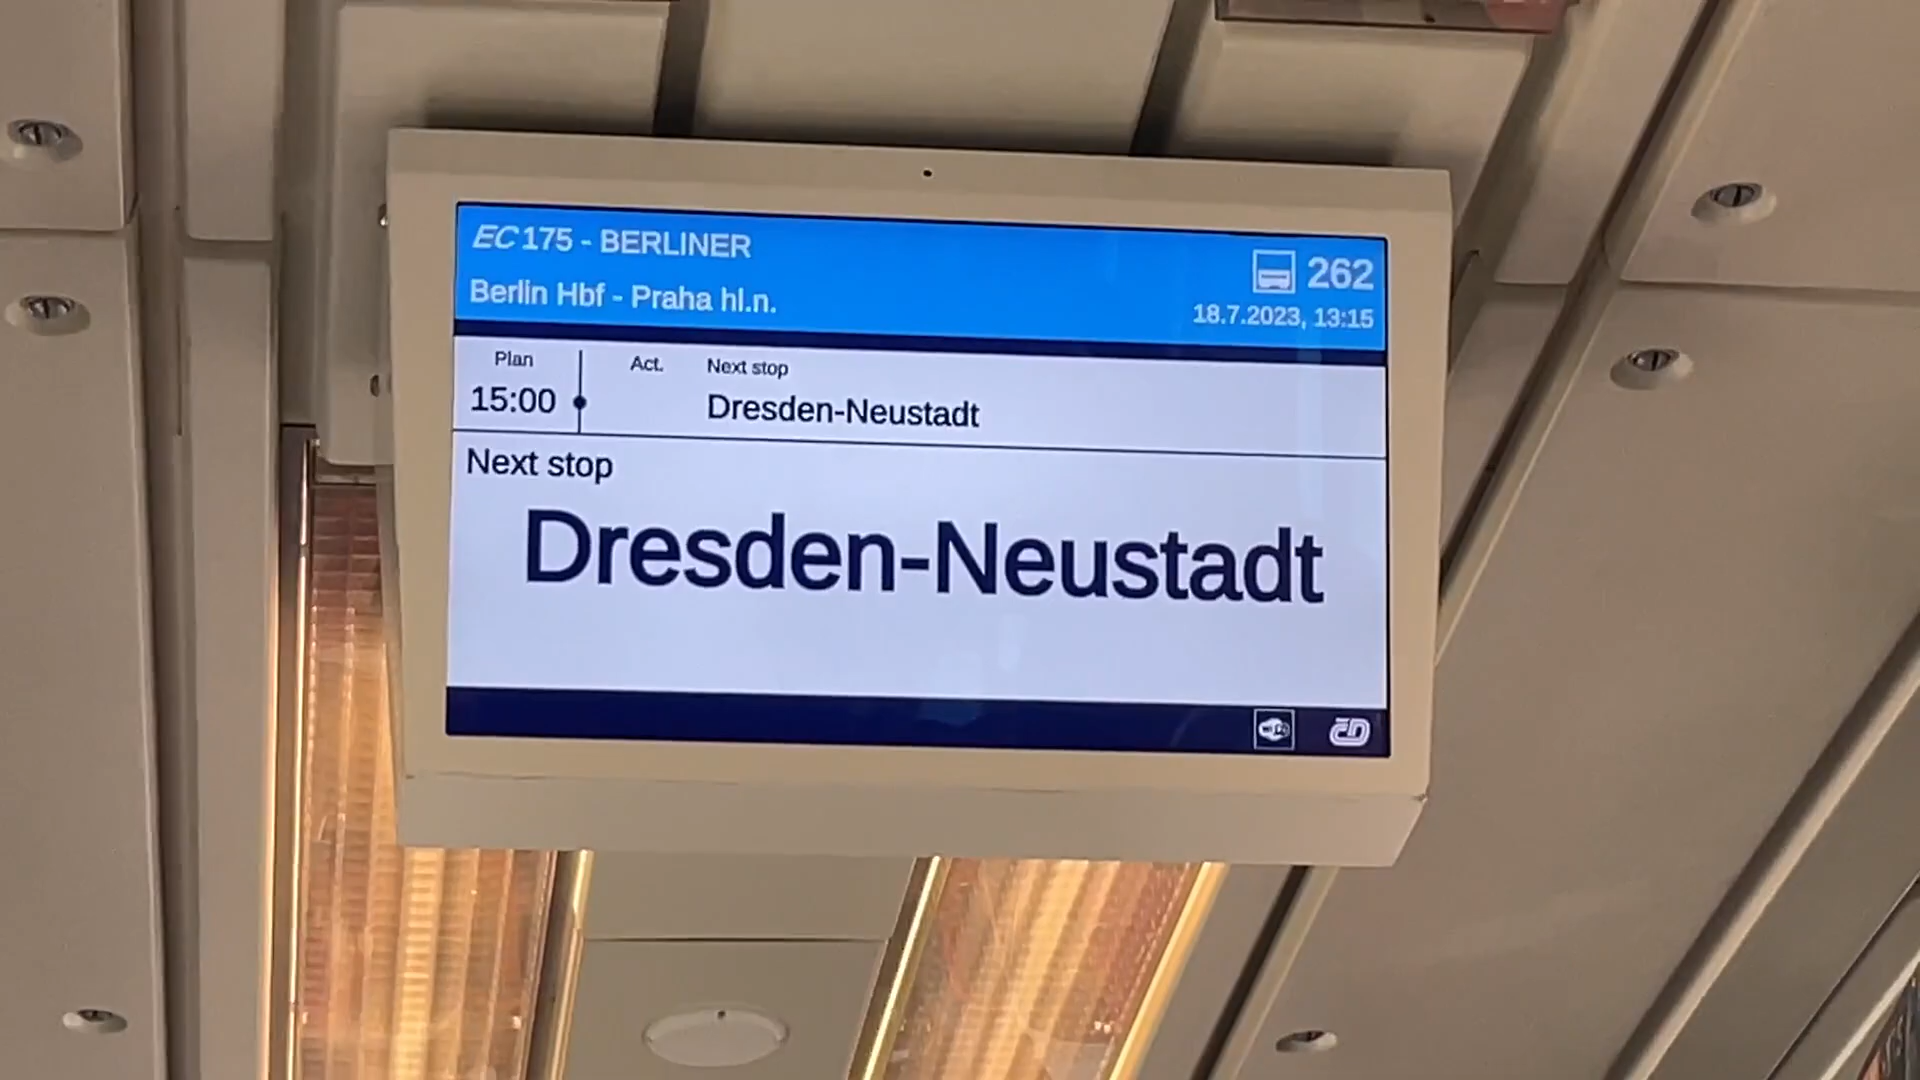 EC 175 - BERLINER
262
Berlin Hbf - Praha hl.n.
18.7.2023, 13:15
Plan
Act.
Next stop
15:00
Dresden-Neustadt
Next stop
Dresden-Neustadt
ČD